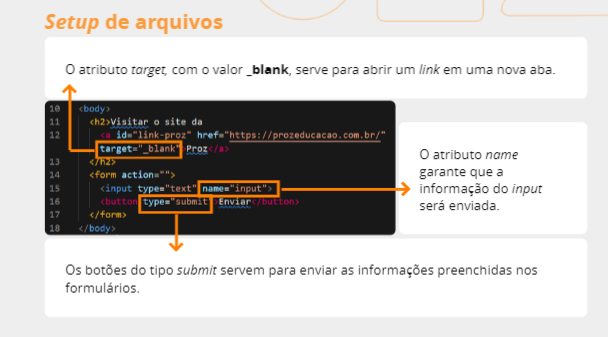 Setup de arquivos
O atributo target, com o valor _blank, serve para abrir um link em uma nova aba.
10 <body>
11 <h2>Visitar o site da
12 <a id="link-proz" href="https://prozeducacao.com.br/"
target="_blank">Proz</a>
13 </h2>
14 <form action="">
15 <input type="text" name="input">
16 <button type="submit">Enviar</button>
17 </form>
18 </body>
O atributo name
garante que a
informação do input
será enviada.
Os botões do tipo submit servem para enviar as informações preenchidas nos
formulários.